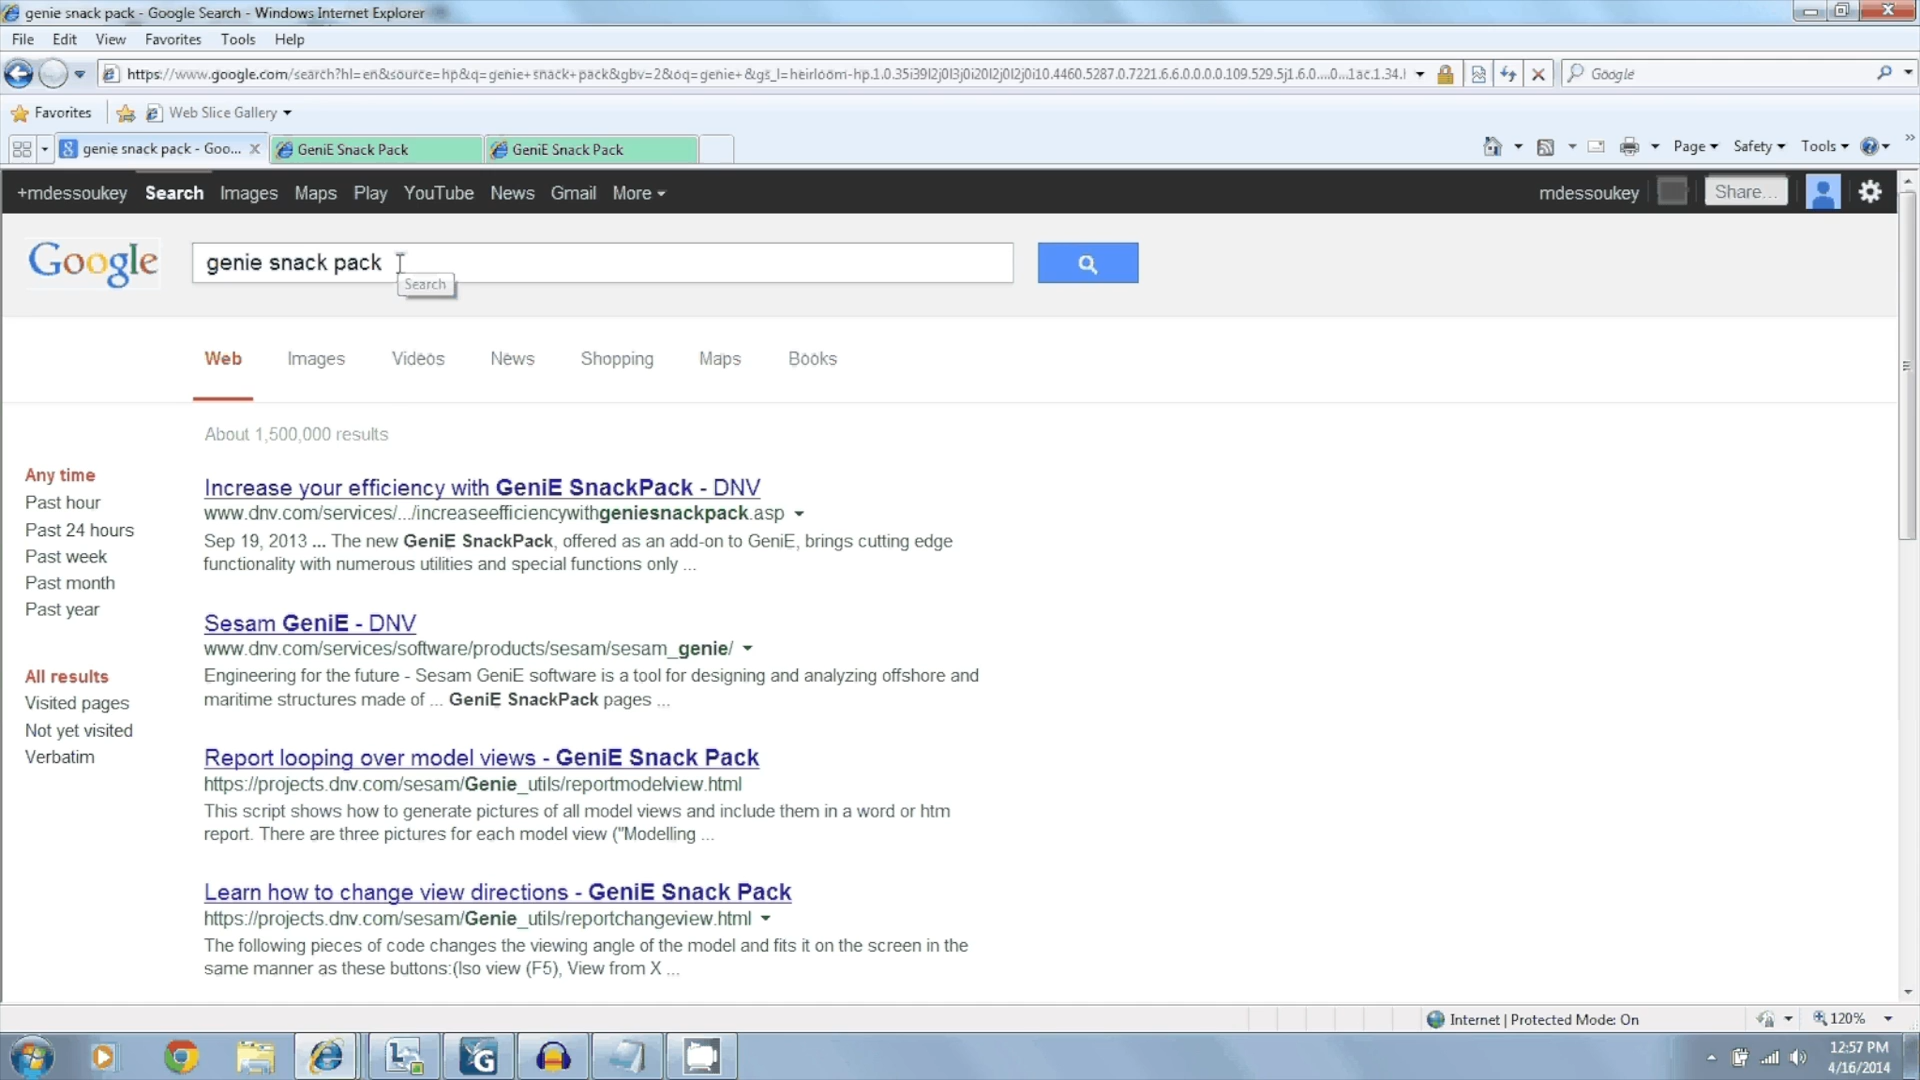 genie snack pack - Google Search - Windows Internet Explorer
File Edit View Favorites Tools Help
Google
Favorites Web Slice Gallery
genie snack pack - Goo... GeniE Snack Pack GeniE Snack Pack Page Safety Tools
+mdessoukey Search Images Maps Play YouTube News Gmail More mdessoukey Share...
Google genie snack pack
Search
Web Images Videos News Shopping Maps Books
About 1,500,000 results
Any time
Past hour
Past 24 hours
Past week
Past month
Past year
All results
Visited pages
Not yet visited
Verbatim
Increase your efficiency with GeniE SnackPack - DNV
www.dnv.com/services/.../increaseefficiencywithgeniesnackpack.asp
Sep 19, 2013 ... The new GeniE SnackPack, offered as an add-on to GeniE, brings cutting edge
functionality with numerous utilities and special functions only ...
Sesam GeniE - DNV
www.dnv.com/services/software/products/sesam/sesam_genie/
Engineering for the future - Sesam GeniE software is a tool for designing and analyzing offshore and
maritime structures made of ... GeniE SnackPack pages ...
Report looping over model views - GeniE Snack Pack
https://projects.dnv.com/sesam/Genie_utils/reportmodelview.html
This script shows how to generate pictures of all model views and include them in a word or htm
report. There are three pictures for each model view ("Modelling ...
Learn how to change view directions - GeniE Snack Pack
https://projects.dnv.com/sesam/Genie_utils/reportchangeview.html
The following pieces of code changes the viewing angle of the model and fits it on the screen in the
same manner as these buttons:(Iso view (F5), View from X ...
Internet | Protected Mode: On 120%
12:57 PM
4/16/2014